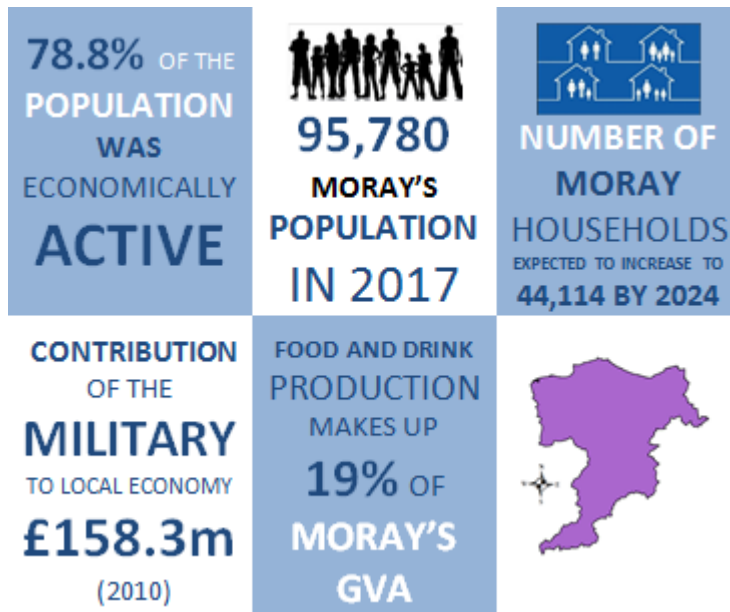 78.8% OF THE
POPULATION
WAS
ECONOMICALLY
ACTIVE
95,780
MORAY'S
POPULATION
IN 2017
NUMBER OF
MORAY
HOUSEHOLDS
EXPECTED TO INCREASE TO
44,114 BY 2024
CONTRIBUTION
OF THE
MILITARY
TO LOCAL ECONOMY
£158.3m
(2010)
FOOD AND DRINK
PRODUCTION
MAKES UP
19% OF
MORAY'S
GVA